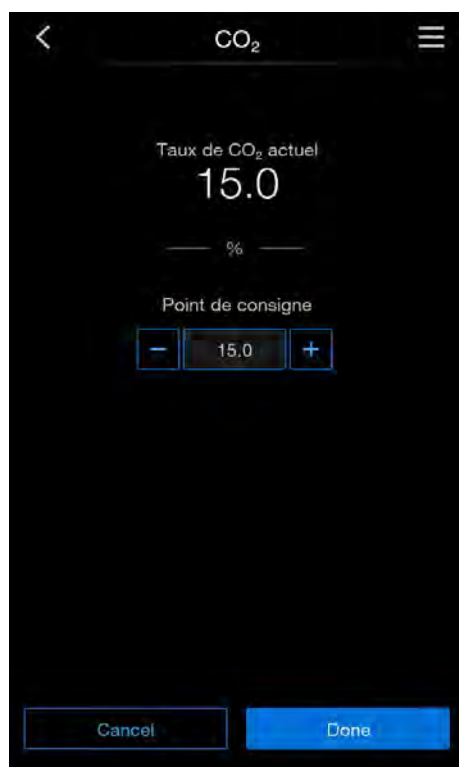 CO₂
Taux de CO₂ actuel
15.0
%
Point de consigne
− 15.0 +
Cancel Done